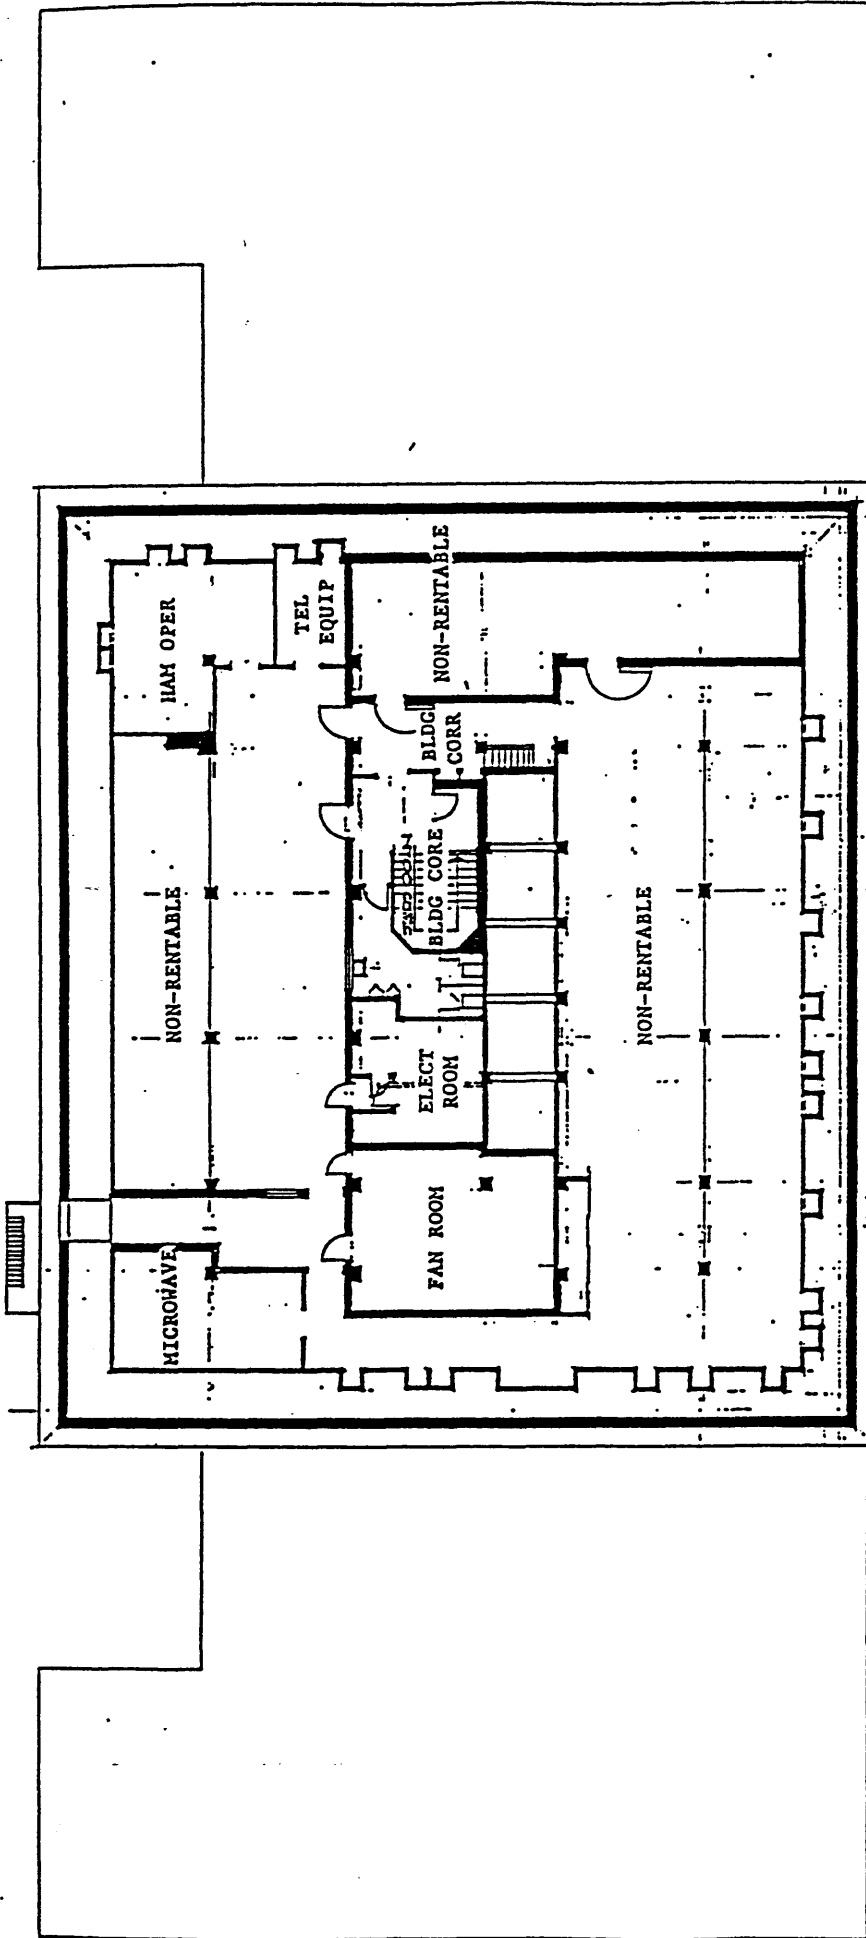 MICROWAVE
NON-RENTABLE
HAM OPER
TEL
EQUIP
FAN ROOM
ELECT
ROOM
BLDG CORE
BLDG
CORR
NON-RENTABLE
NON-RENTABLE